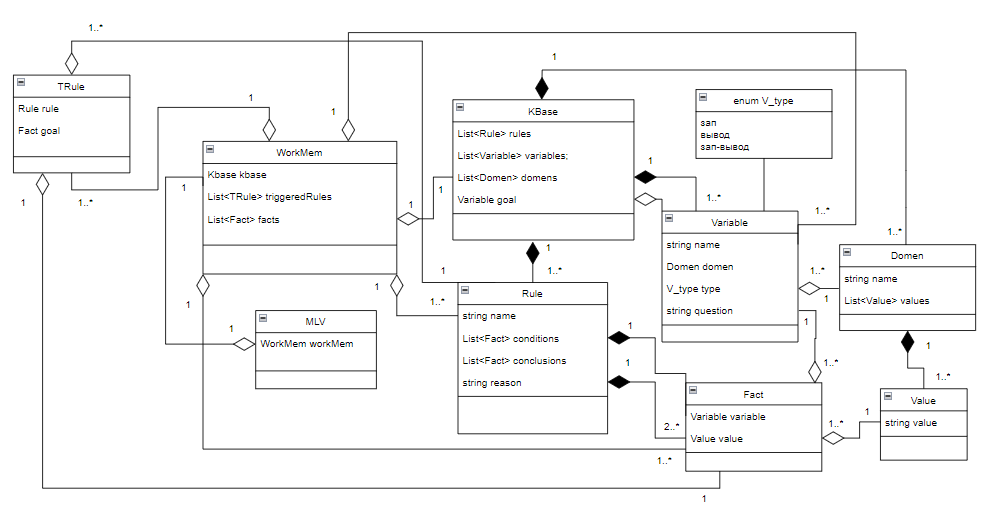 1..*
TRule
Rule rule
Fact goal
1
1..*
1
1
WorkMem
Kbase kbase
List<TRule> triggeredRules
List<Fact> facts
1
1
1
1
1
MLV
WorkMem workMem
1
1
KBase
List<Rule> rules
List<Variable> variables;
List<Domen> domens
Variable goal
1
1..*
1
1..*
1
1..*
enum V_type
зап
вывод
зап-вывод
1..*
Variable
string name
Domen domen
V_type type
string question
1..*
1
1..*
Domen
string name
List<Value> values
1
1..*
Value
string value
Rule
string name
List<Fact> conditions
List<Fact> conclusions
string reason
1
1
1
1..*
2..*
1..*
1
Fact
Variable variable
Value value
1..*
1